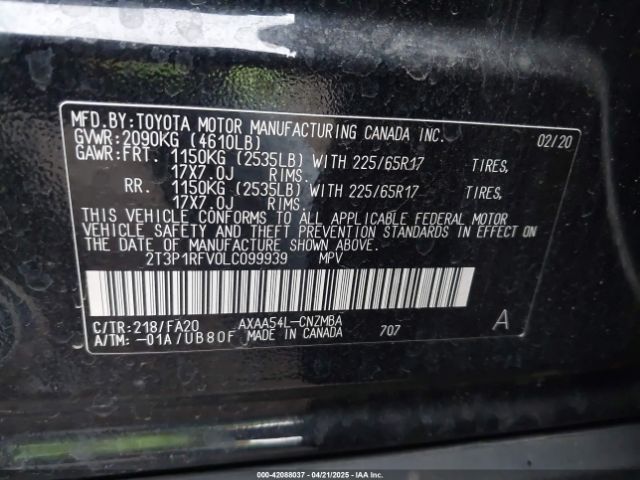 MFD.BY:TOYOTA MOTOR MANUFACTURING CANADA INC. 02/20
GVWR:2090KG (4610LB)
GAWR:FRT. 1150KG (2535LB) WITH 225/65R17 TIRES,
17X7.0J RIMS.
RR. 1150KG (2535LB) WITH 225/65R17 TIRES,
17X7.0J RIMS.
THIS VEHICLE CONFORMS TO ALL APPLICABLE FEDERAL MOTOR
VEHICLE SAFETY, BUMPER, AND THEFT PREVENTION STANDARDS
IN EFFECT ON THE DATE OF MANUFACTURE SHOWN ABOVE.
2T3P1RFV0LC099939 MPV
C/TR:218/FA20 AXAA54L-CNZMBA 707 A
A/TM:-01A/UB80F MADE IN CANADA
000-42088037 - 04/21/2025 - IAAI.com